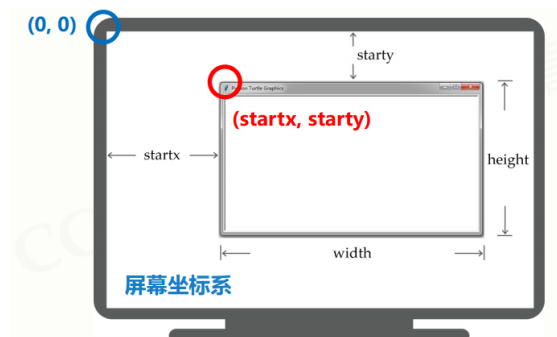 (0, 0)
starty
Python Turtle Graphics
(startx, starty)
startx
height
width
屏幕坐标系